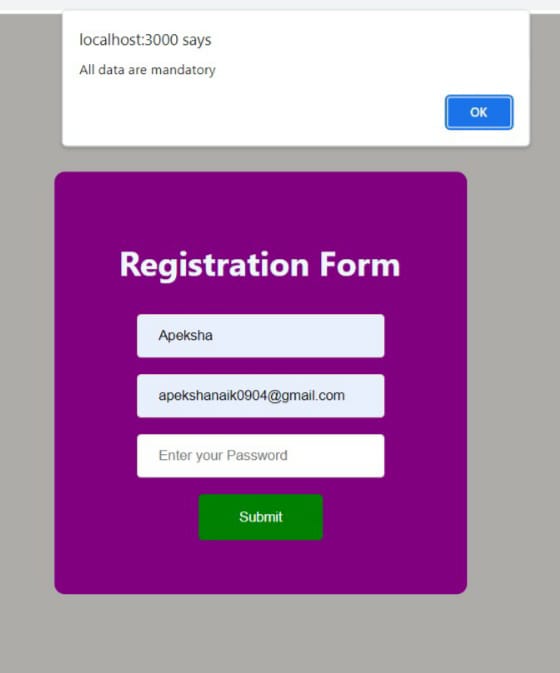 localhost:3000 says
All data are mandatory
OK
Registration Form
Apeksha
apekshanaik0904@gmail.com
Enter your Password
Submit